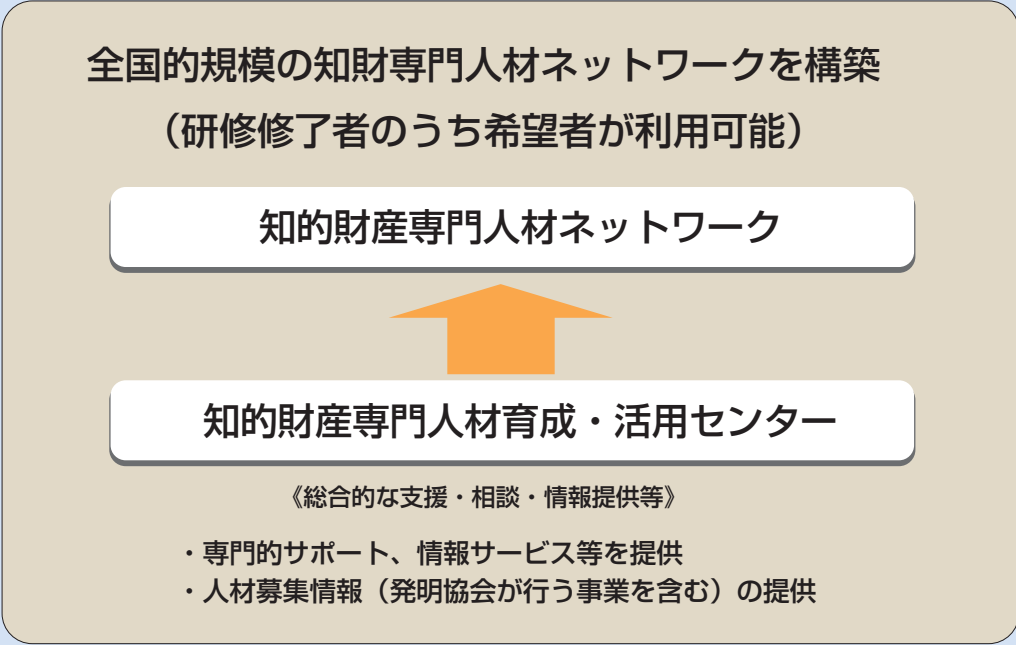 全国的規模の知財専門人材ネットワークを構築
（研修修了者のうち希望者が利用可能）
知的財産専門人材ネットワーク
知的財産専門人材育成・活用センター
《総合的な支援・相談・情報提供等》
・専門的サポート、情報サービス等を提供
・人材募集情報（発明協会が行う事業を含む）の提供